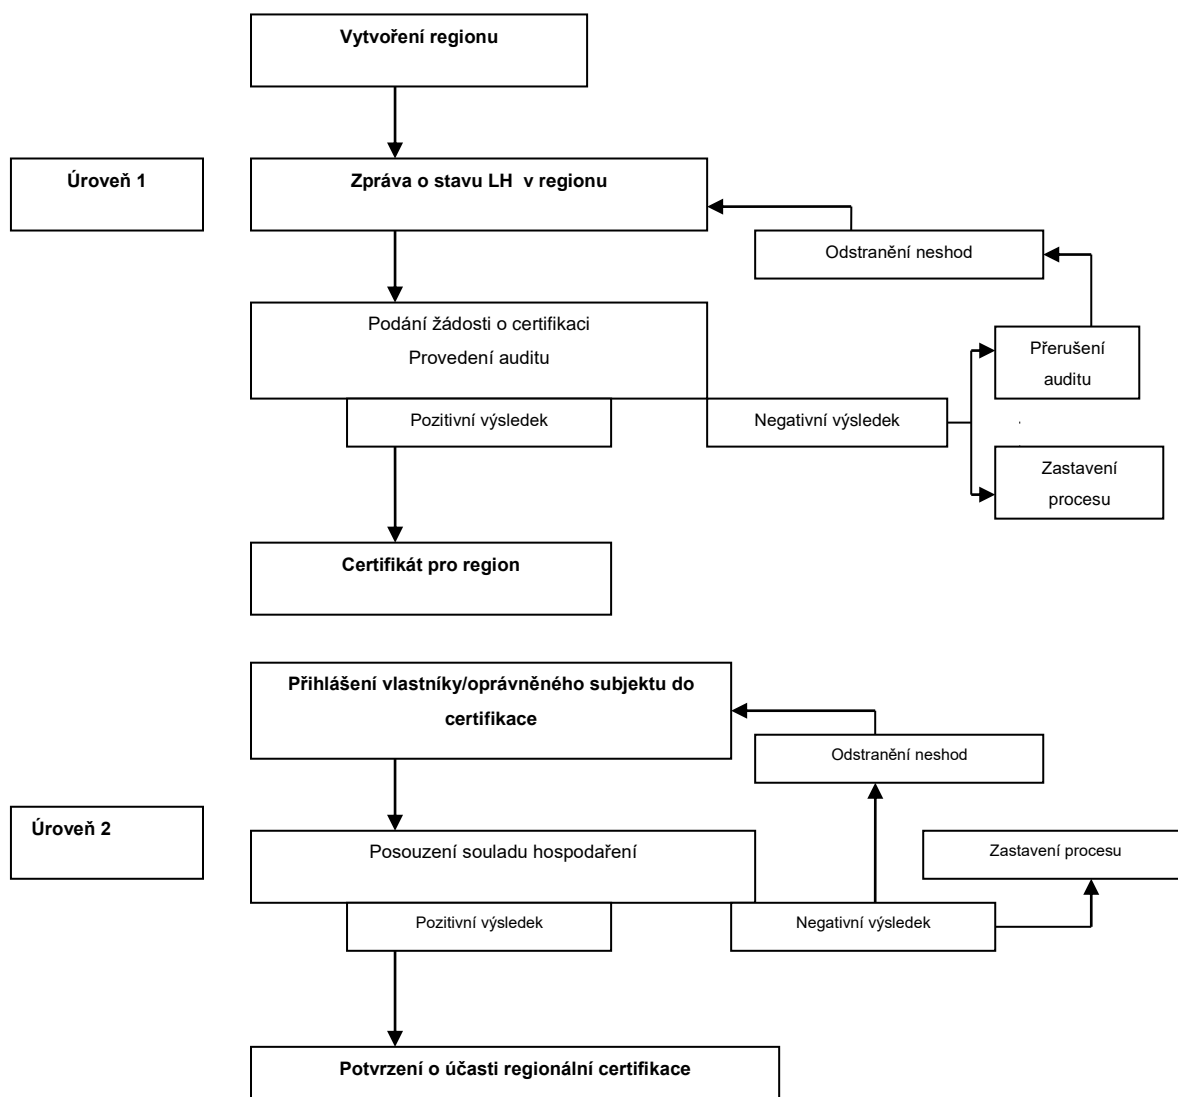 Vytvoření regionu
Úroveň 1
Zpráva o stavu LH v regionu
Odstranění neshod
Podání žádosti o certifikaci
Provedení auditu
Přerušení
auditu
Pozitivní výsledek
Negativní výsledek
Zastavení
procesu
Certifikát pro region
Přihlášení vlastníky/oprávněného subjektu do
certifikace
Odstranění neshod
Úroveň 2
Posouzení souladu hospodaření
Zastavení procesu
Pozitivní výsledek
Negativní výsledek
Potvrzení o účasti regionální certifikace